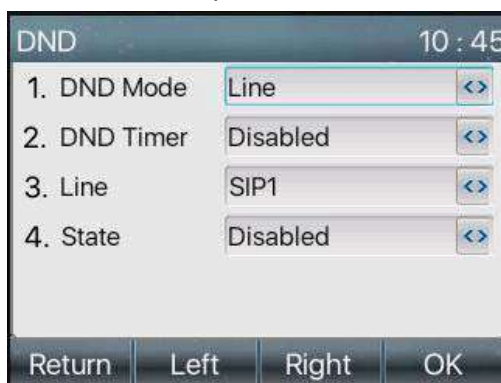 DND 10 : 45
1. DND Mode Line
2. DND Timer Disabled
3. Line SIP1
4. State Disabled
Return Left Right OK